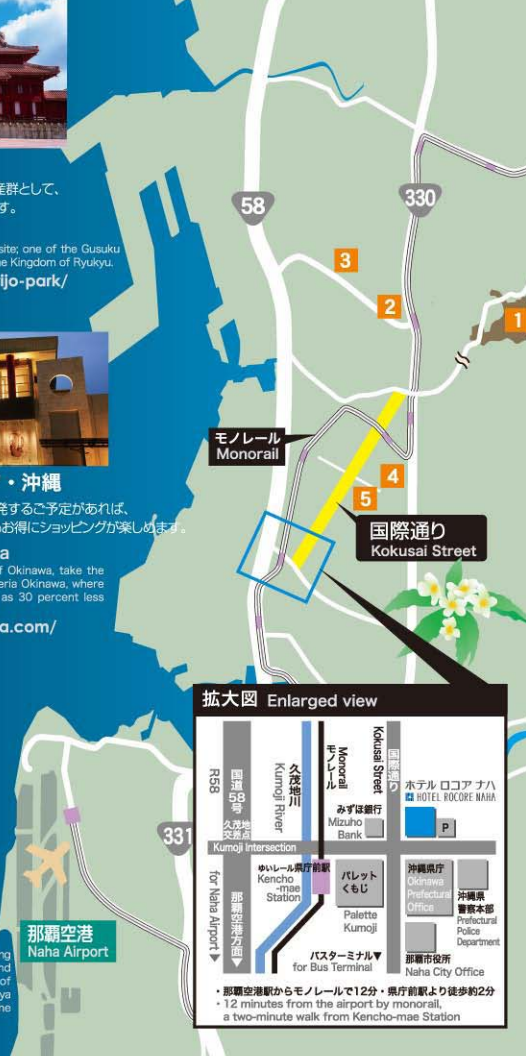 産群として、
す。
site; one of the Gusuku
e Kingdom of Ryukyu.
ijo-park/
・沖縄
発するご予定があれば、
お得にショッピングが楽しめます。
a
f Okinawa, take the
eria Okinawa, where
as 30 percent less
a.com/
58
330
3
2
1
モノレール
Monorail
4
5
国際通り
Kokusai Street
331
那覇空港
Naha Airport
ng
nd
of
ya
ne
拡大図 Enlarged view
R58
国道58号
久茂地
交差点
久茂地川
Kumoji River
Monorail
モノレール
Kokusai Street
国際通り
ホテル ロコア ナハ
HOTEL ROCORE NAHA
P
みずほ銀行
Mizuho
Bank
Kumoji Intersection
for Naha Airport▼
那覇空港方面▼
ゆいレール県庁前駅
Kencho
-mae
Station
パレット
くもじ
Palette
Kumoji
沖縄県庁
Okinawa
Prefectural
Office
沖縄県
警察本部
Prefectural
Police
Department
バスターミナル▼
for Bus Terminal
那覇市役所
Naha City Office
・那覇空港駅からモノレールで12分・県庁前駅より徒歩約2分
・12 minutes from the airport by monorail,
a two-minute walk from Kencho-mae Station